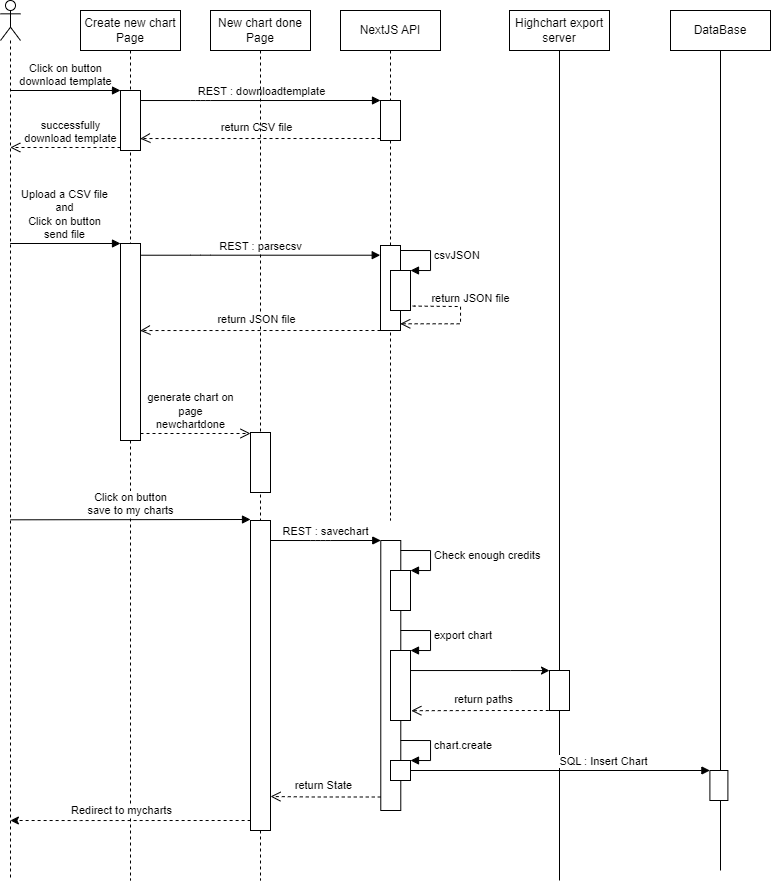 Create new chart
Page
New chart done
Page
NextJS API
Highchart export
server
DataBase
Click on button
download template
REST : downloadtemplate
successfully
download template
return CSV file
Upload a CSV file
and
Click on button
send file
REST : parsecsv
csvJSON
return JSON file
return JSON file
generate chart on
page
newchartdone
Click on button
save to my charts
REST : savechart
Check enough credits
export chart
return paths
chart.create
SQL : Insert Chart
return State
Redirect to mycharts